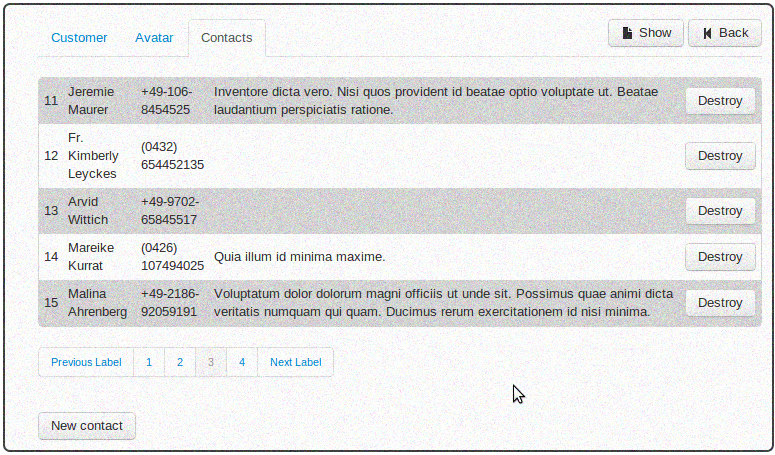 Customer Avatar Contacts Show Back
11 Jeremie Maurer +49-106-8454525 Inventore dicta vero. Nisi quos provident id beatae optio voluptate ut. Beatae laudantium perspiciatis ratione. Destroy
12 Fr. Kimberly Leyckes (0432) 654452135 Destroy
13 Arvid Wittich +49-9702-65845517 Destroy
14 Mareike Kurrat (0426) 107494025 Quia illum id minima maxime. Destroy
15 Malina Ahrenberg +49-2186-92059191 Voluptatum dolor dolorum magni officiis ut unde sit. Possimus quae animi dicta veritatis numquam qui quam. Ducimus rerum exercitationem id nisi minima. Destroy
Previous Label 1 2 3 4 Next Label
New contact